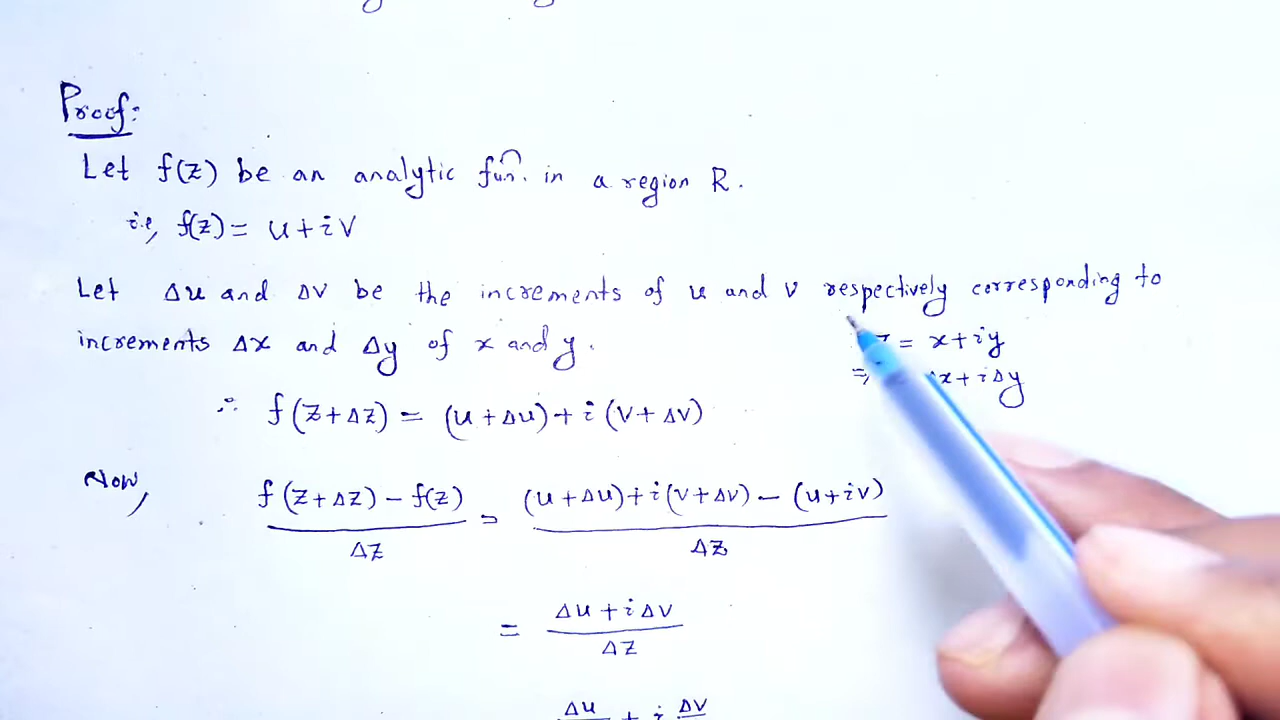 Proof:
Let f(z) be an analytic fun. in a region R.
i.e, f(z) = u+iv
Let Δu and Δv be the increments of u and v respectively corresponding to
increments Δx and Δy of x and y.
= x+iy
=> Δx+iΔy
∴ f(z+Δz) = (u+Δu)+i(v+Δv)
Now,
f(z+Δz) - f(z) / Δz = (u+Δu)+i(v+Δv) - (u+iv) / Δz
= Δu+iΔv / Δz
Δu + i Δv